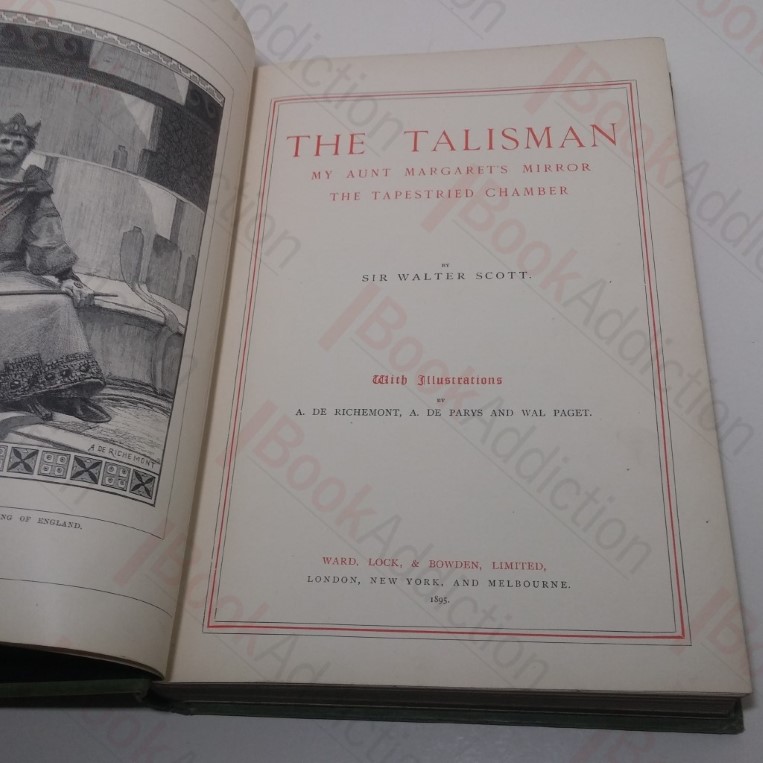 A DE RICHEMONT
NG OF ENGLAND.
THE TALISMAN
MY AUNT MARGARET'S MIRROR
THE TAPESTRIED CHAMBER
BY
SIR WALTER SCOTT.
With Illustrations
BY
A. DE RICHEMONT, A. DE PARYS AND WAL PAGET.
WARD, LOCK, & BOWDEN, LIMITED,
LONDON, NEW YORK, AND MELBOURNE.
1895.
BookAddiction